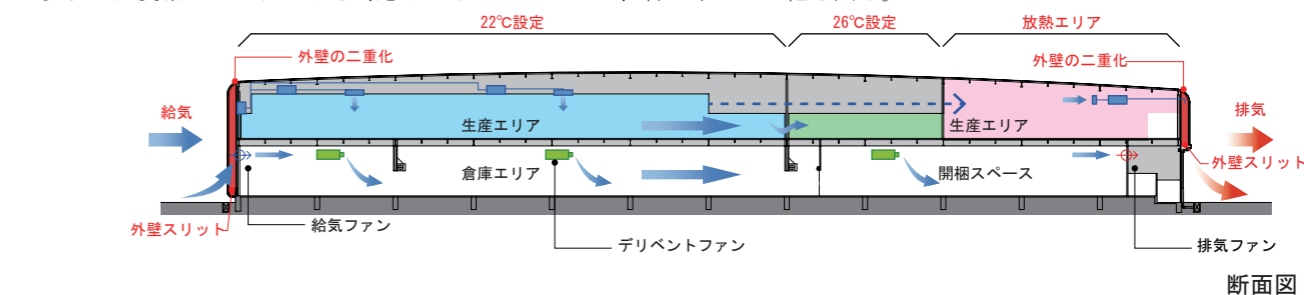 22℃設定
26℃設定
放熱エリア
外壁の二重化
外壁の二重化
給気
排気
生産エリア
生産エリア
倉庫エリア
開梱スペース
外壁スリット
外壁スリット
給気ファン
デリベントファン
排気ファン
断面図